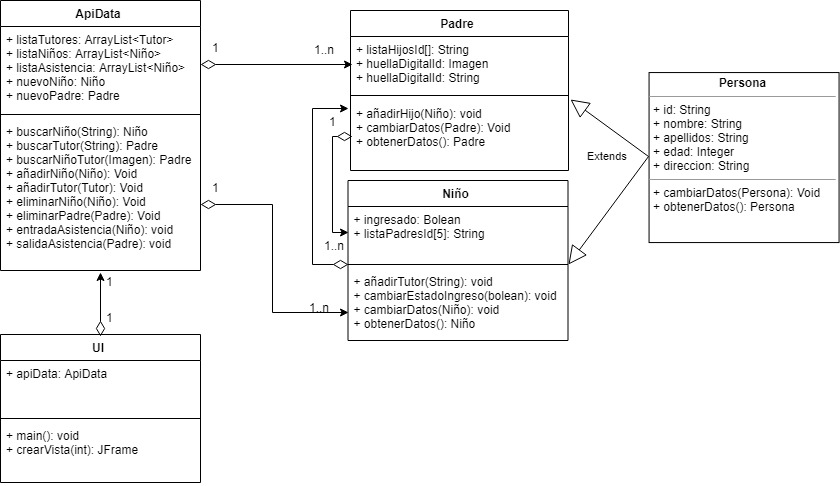 ApiData
+ listaTutores: ArrayList<Tutor>
+ listaNiños: ArrayList<Niño>
+ listaAsistencia: ArrayList<Niño>
+ nuevoNiño: Niño
+ nuevoPadre: Padre
+ buscarNiño(String): Niño
+ buscarTutor(String): Padre
+ buscarNiñoTutor(Imagen): Padre
+ añadirNiño(Niño): Void
+ añadirTutor(Tutor): Void
+ eliminarNiño(Niño): Void
+ eliminarPadre(Padre): Void
+ entradaAsistencia(Niño): void
+ salidaAsistencia(Padre): void
1
1..n
1
1..n
1
1
UI
+ apiData: ApiData
+ main(): void
+ crearVista(int): JFrame
Padre
+ listaHijosId[]: String
+ huellaDigital: Imagen
+ huellaDigitalId: String
+ añadirHijo(Niño): void
+ cambiarDatos(Padre): Void
+ obtenerDatos(): Padre
1
1..n
Niño
+ ingresado: Bolean
+ listaPadresId[5]: String
+ añadirTutor(String): void
+ cambiarEstadoIngreso(bolean): void
+ cambiarDatos(Niño): void
+ obtenerDatos(): Niño
Extends
Persona
+ id: String
+ nombre: String
+ apellidos: String
+ edad: Integer
+ direccion: String
+ cambiarDatos(Persona): Void
+ obtenerDatos(): Persona